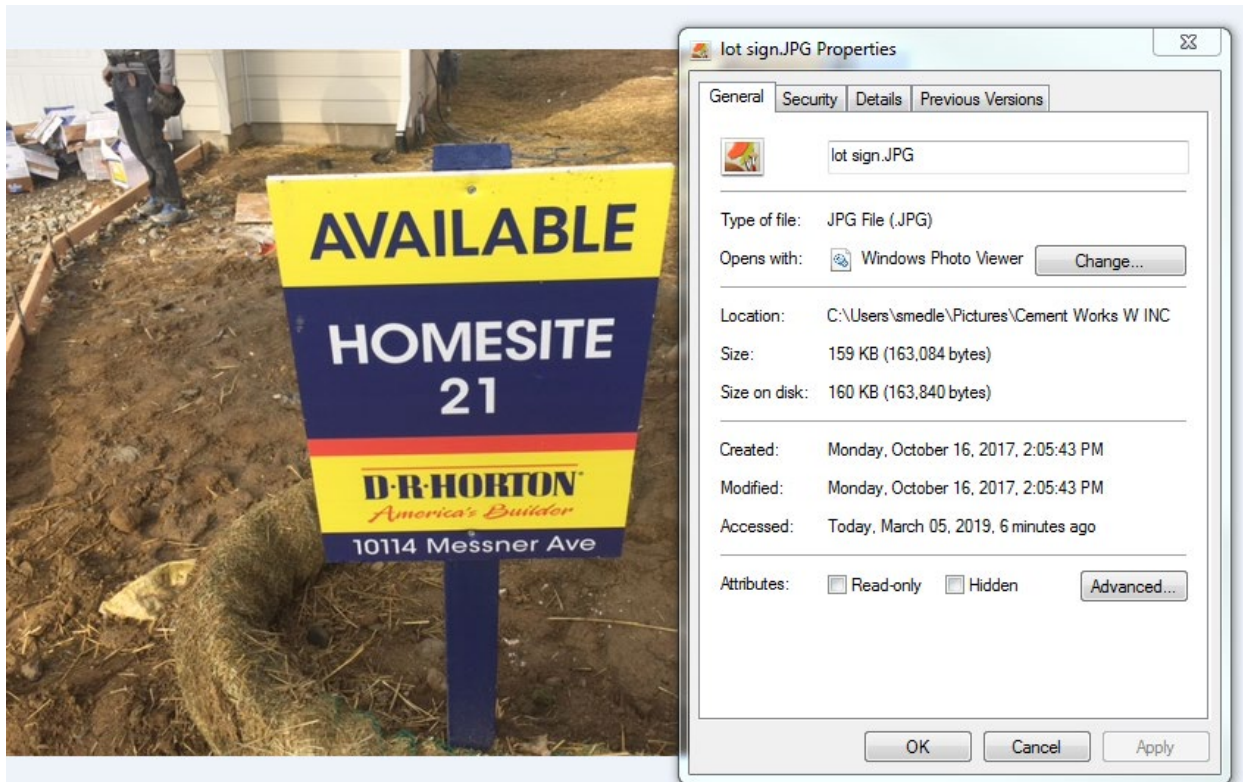 AVAILABLE
HOMESITE
21
D·R·HORTON
America's Builder
10114 Messner Ave
lot sign.JPG Properties
General Security Details Previous Versions
lot sign.JPG
Type of file: JPG File (.JPG)
Opens with: Windows Photo Viewer Change...
Location: C:\Users\smedle\Pictures\Cement Works W INC
Size: 159 KB (163,084 bytes)
Size on disk: 160 KB (163,840 bytes)
Created: Monday, October 16, 2017, 2:05:43 PM
Modified: Monday, October 16, 2017, 2:05:43 PM
Accessed: Today, March 05, 2019, 6 minutes ago
Attributes: Read-only Hidden Advanced...
OK Cancel Apply